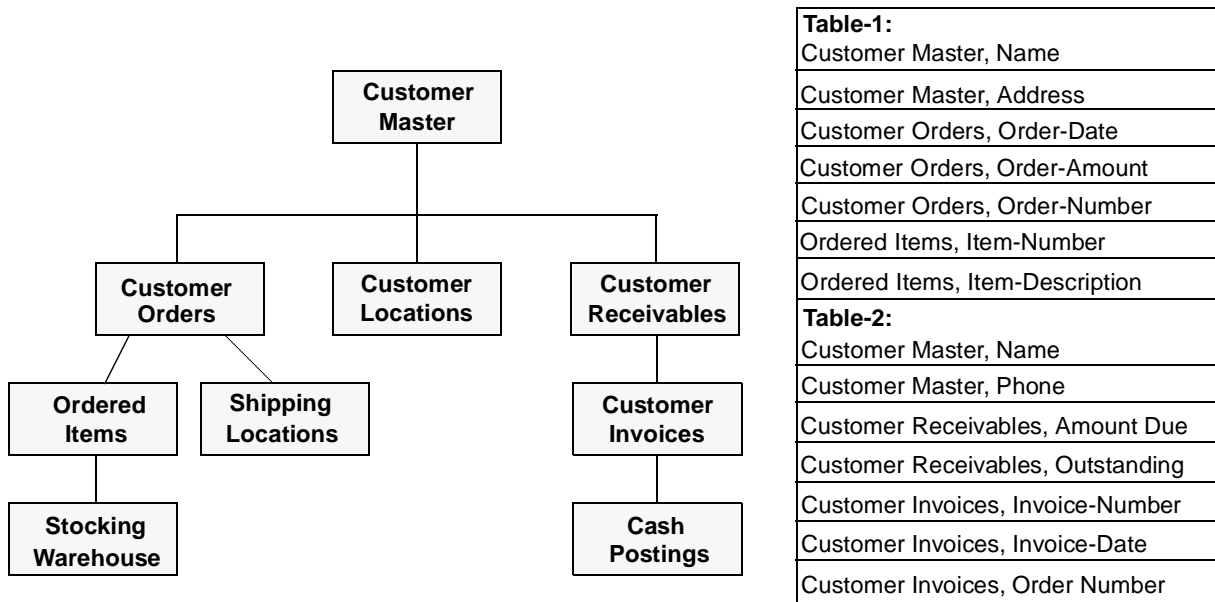 Customer
Master
Customer
Orders
Customer
Locations
Customer
Receivables
Ordered
Items
Shipping
Locations
Customer
Invoices
Stocking
Warehouse
Cash
Postings
Table-1:
Customer Master, Name
Customer Master, Address
Customer Orders, Order-Date
Customer Orders, Order-Amount
Customer Orders, Order-Number
Ordered Items, Item-Number
Ordered Items, Item-Description
Table-2:
Customer Master, Name
Customer Master, Phone
Customer Receivables, Amount Due
Customer Receivables, Outstanding
Customer Invoices, Invoice-Number
Customer Invoices, Invoice-Date
Customer Invoices, Order Number